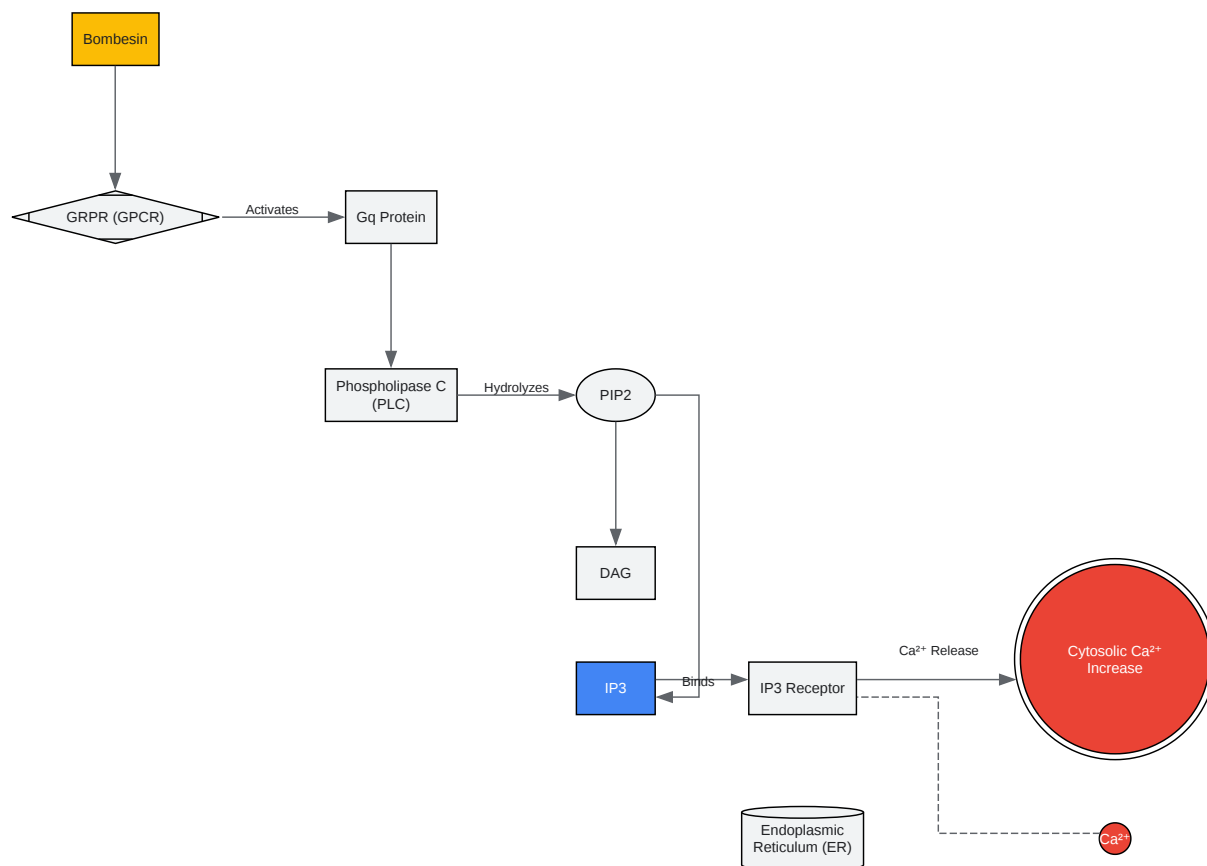 Bombesin
GRPR (GPCR)
Activates
Gq Protein
Phospholipase C
(PLC)
Hydrolyzes
PIP2
DAG
IP3
Binds
IP3 Receptor
Ca²⁺ Release
Cytosolic Ca²⁺
Increase
Endoplasmic
Reticulum (ER)
Ca²⁺